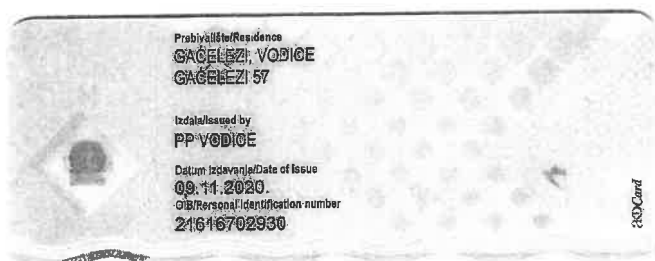 Prebivalište/Residence
GAĆELEZI, VODICE
GAĆELEZI 57
Izdala/Issued by
PP VODICE
Datum izdavanja/Date of Issue
09.11.2020.
OIB/Personal identification number
21616702930